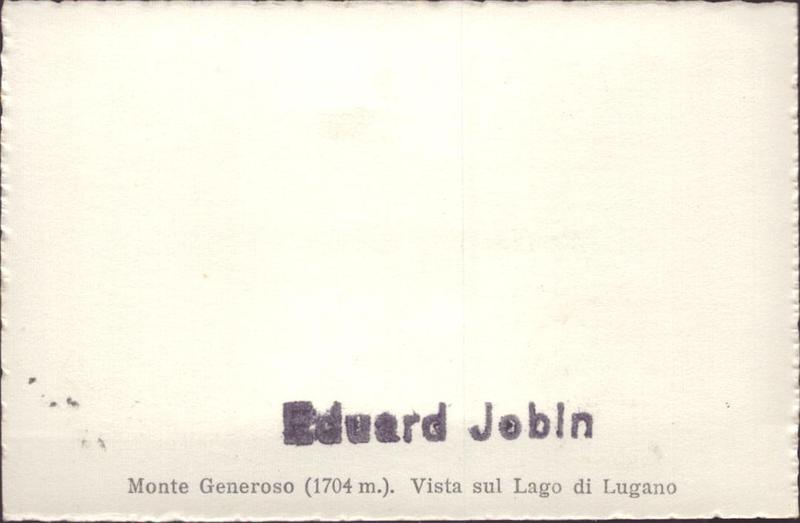 Eduard Jobin
Monte Generoso (1704 m.). Vista sul Lago di Lugano